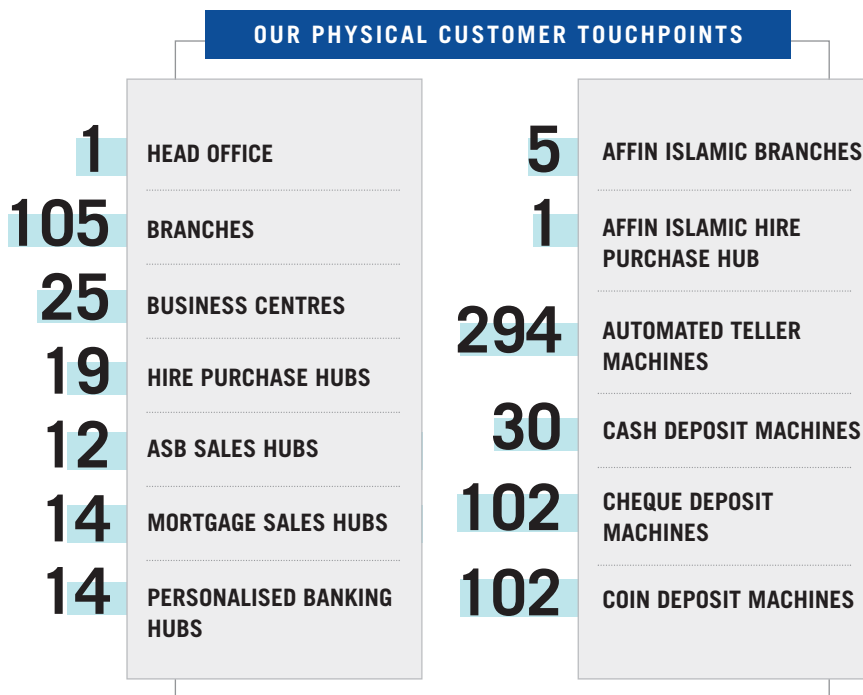 OUR PHYSICAL CUSTOMER TOUCHPOINTS
1 HEAD OFFICE
105 BRANCHES
25 BUSINESS CENTRES
19 HIRE PURCHASE HUBS
12 ASB SALES HUBS
14 MORTGAGE SALES HUBS
14 PERSONALISED BANKING
HUBS
5 AFFIN ISLAMIC BRANCHES
1 AFFIN ISLAMIC HIRE
PURCHASE HUB
294 AUTOMATED TELLER
MACHINES
30 CASH DEPOSIT MACHINES
102 CHEQUE DEPOSIT
MACHINES
102 COIN DEPOSIT MACHINES